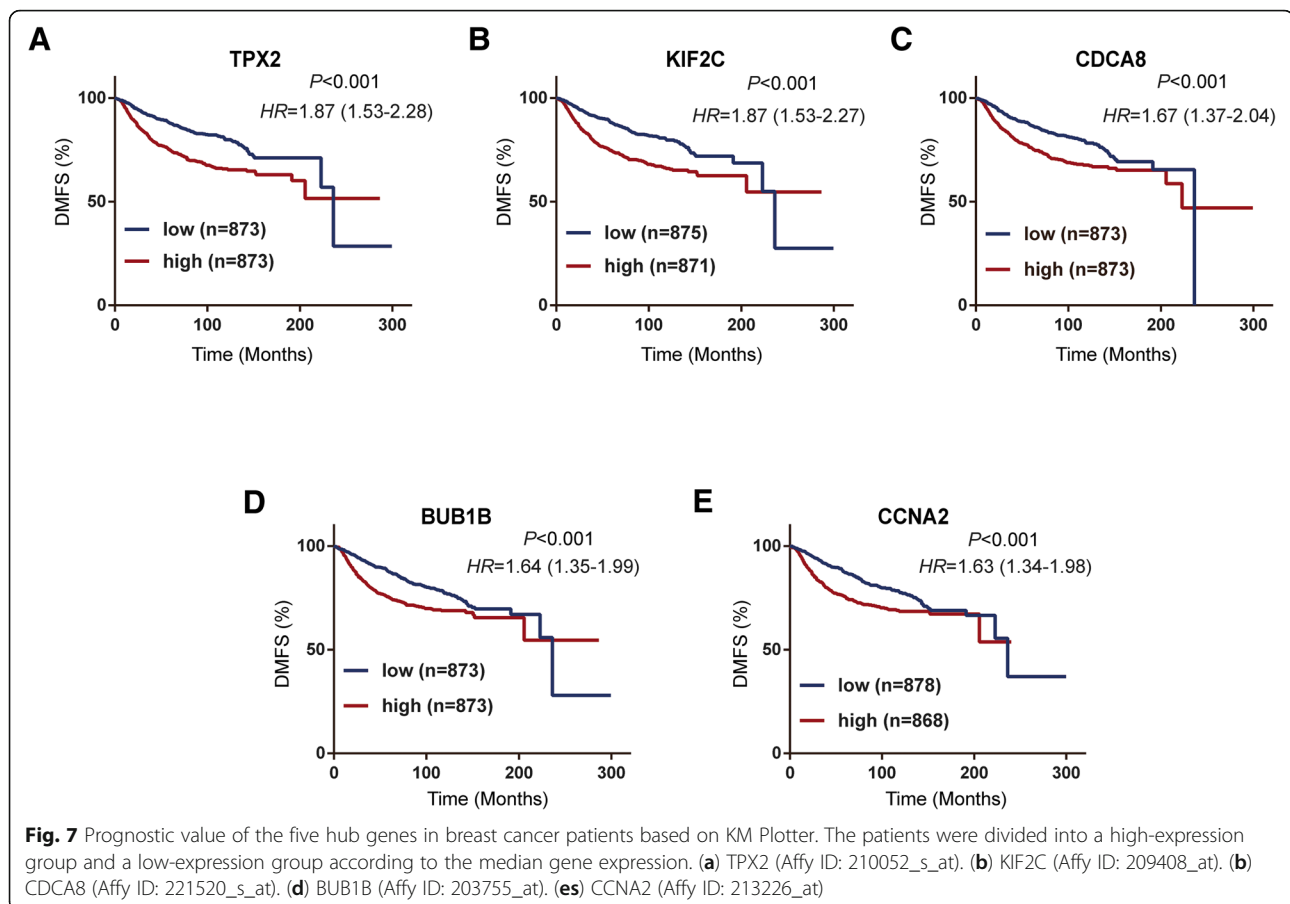 A
TPX2
P<0.001
HR=1.87 (1.53-2.28)
DMFS (%)
100
50
0
low (n=873)
high (n=873)
0 100 200 300
Time (Months)
B
KIF2C
P<0.001
HR=1.87 (1.53-2.27)
DMFS (%)
100
50
0
low (n=875)
high (n=871)
0 100 200 300
Time (Months)
C
CDCA8
P<0.001
HR=1.67 (1.37-2.04)
DMFS (%)
100
50
0
low (n=873)
high (n=873)
0 100 200 300
Time (Months)
D
BUB1B
P<0.001
HR=1.64 (1.35-1.99)
DMFS (%)
100
50
0
low (n=873)
high (n=873)
0 100 200 300
Time (Months)
E
CCNA2
P<0.001
HR=1.63 (1.34-1.98)
DMFS (%)
100
50
0
low (n=878)
high (n=868)
0 100 200 300
Time (Months)
Fig. 7 Prognostic value of the five hub genes in breast cancer patients based on KM Plotter. The patients were divided into a high-expression
group and a low-expression group according to the median gene expression. (a) TPX2 (Affy ID: 210052_s_at). (b) KIF2C (Affy ID: 209408_at). (b)
CDCA8 (Affy ID: 221520_s_at). (d) BUB1B (Affy ID: 203755_at). (es) CCNA2 (Affy ID: 213226_at)